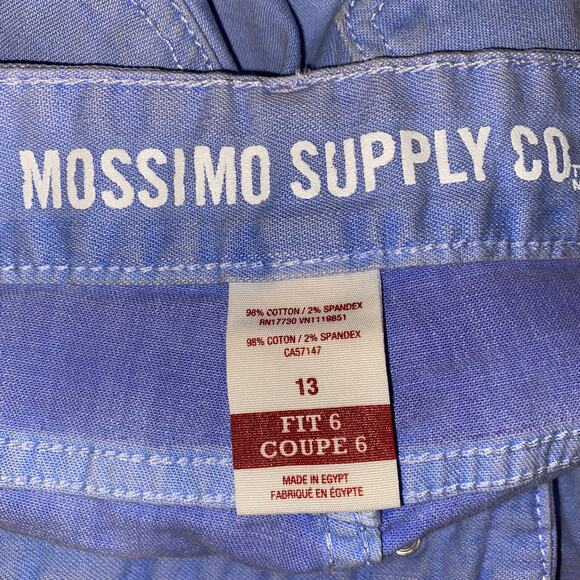 MOSSIMO SUPPLY CO.
98% COTTON / 2% SPANDEX
RN17730 VN1119851
98% COTON / 2% SPANDEX
CA57147
13
FIT 6
COUPE 6
MADE IN EGYPT
FABRIQUÉ EN ÉGYPTE